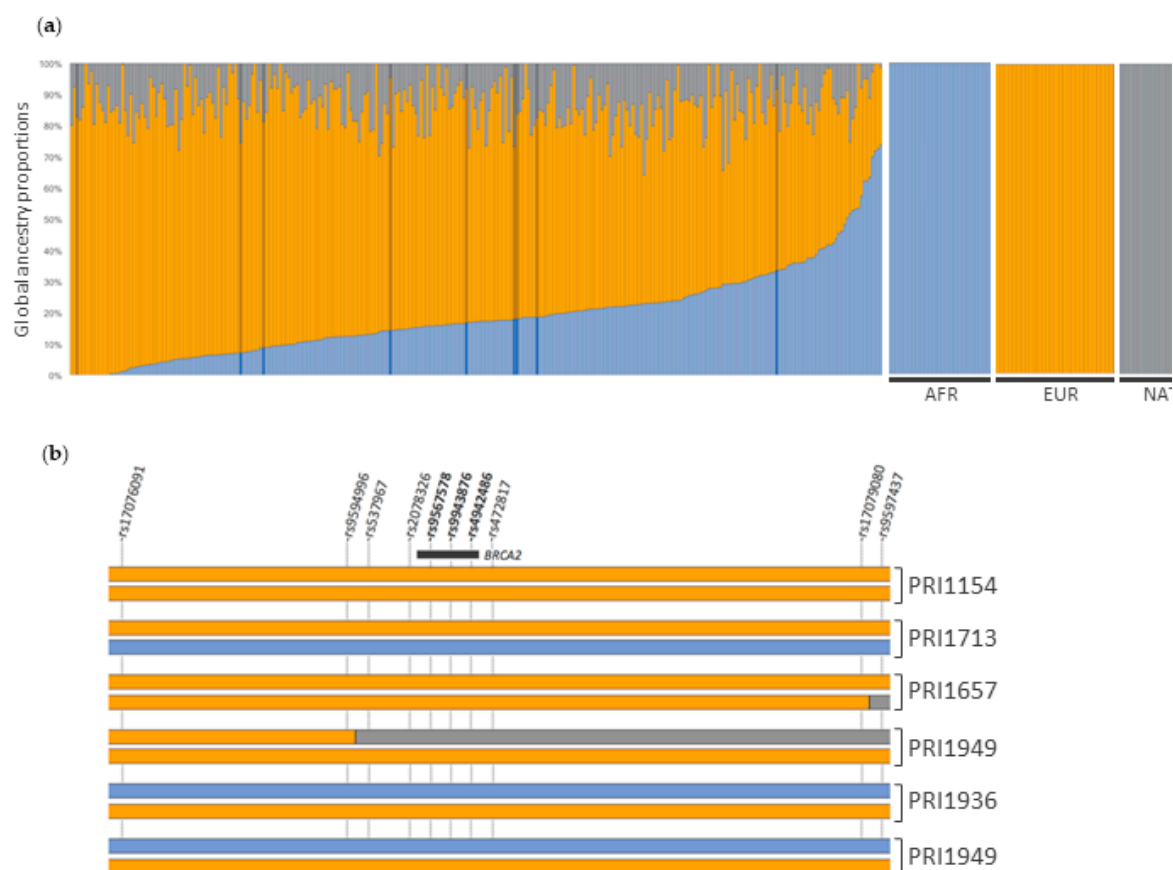 (a)
Global ancestry proportions
100%
90%
80%
70%
60%
50%
40%
30%
20%
10%
0%
AFR
EUR
NAT
(b)
-rs17076091
-rs9594996
-rs537967
-rs2078326
-rs9567578
-rs9943876
-rs4942486
-rs472817
-rs17079080
-rs9597437
BRCA2
PRI1154
PRI1713
PRI1657
PRI1949
PRI1936
PRI1949